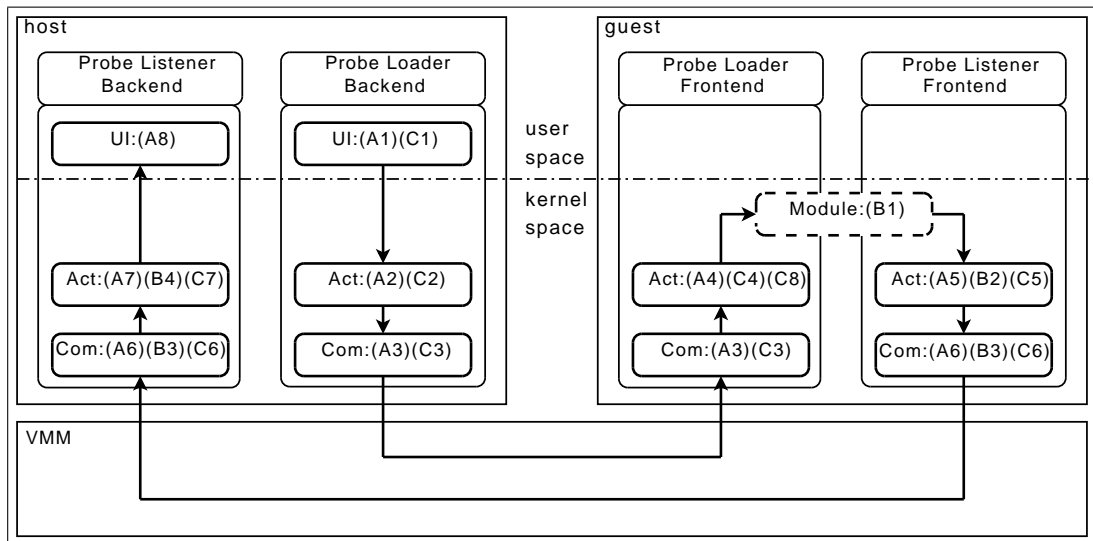 host
guest
Probe Listener
Backend
Probe Loader
Backend
Probe Loader
Frontend
Probe Listener
Frontend
UI:(A8)
UI:(A1)(C1)
user
space
kernel
space
Module:(B1)
Act:(A7)(B4)(C7)
Act:(A2)(C2)
Act:(A4)(C4)(C8)
Act:(A5)(B2)(C5)
Com:(A6)(B3)(C6)
Com:(A3)(C3)
Com:(A3)(C3)
Com:(A6)(B3)(C6)
VMM